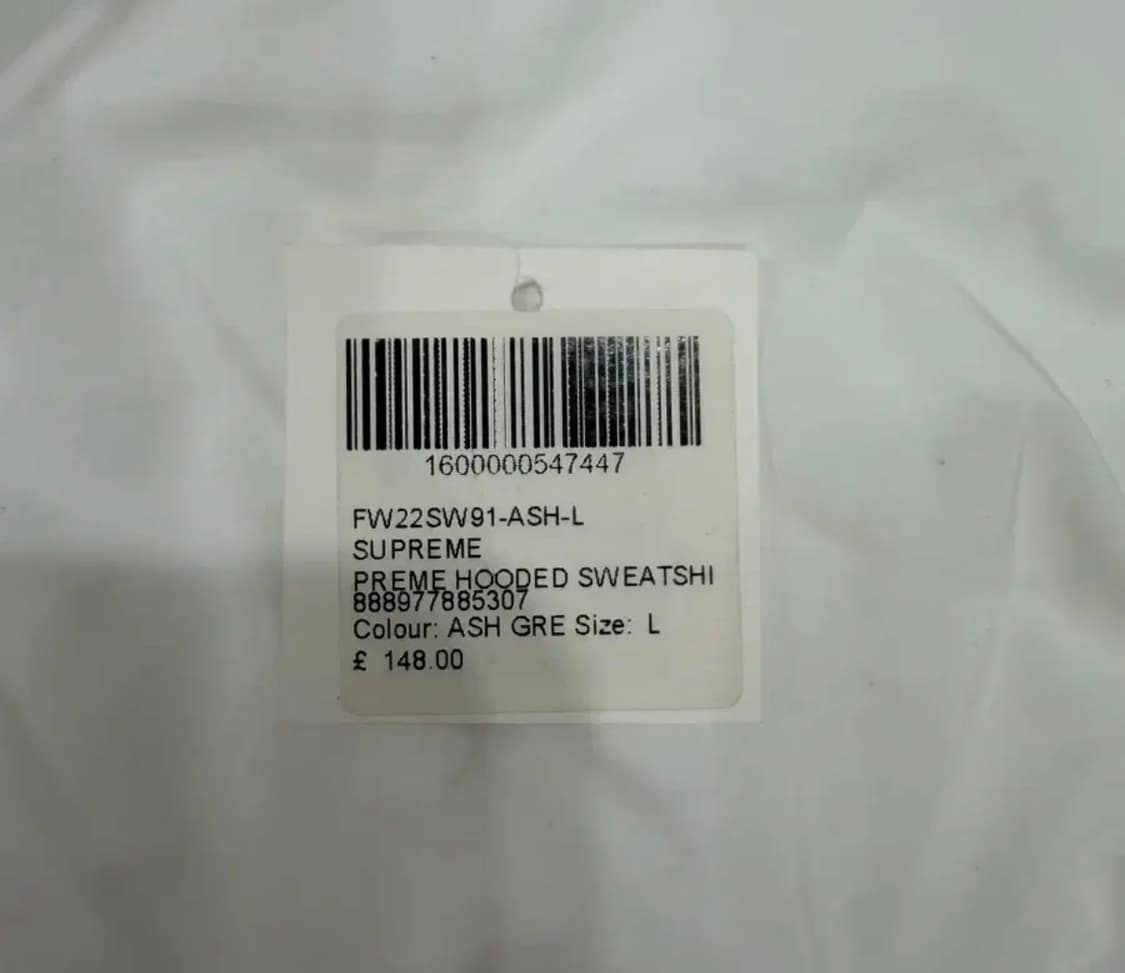 1600000547447
FW22SW91-ASH-L
SUPREME
PREME HOODED SWEATSHI
888977885307
Colour: ASH GRE Size: L
£ 148.00